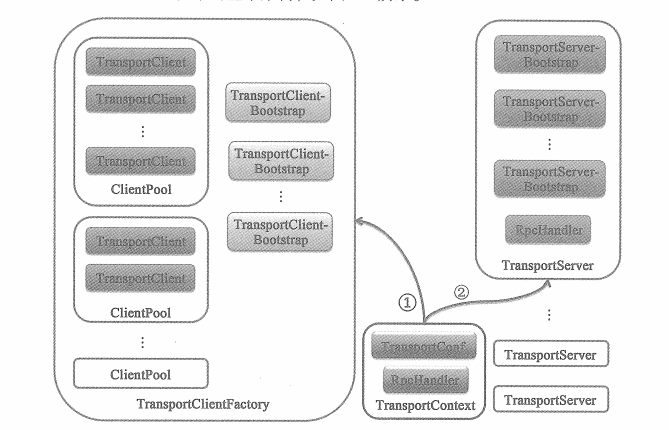 TransportClient
TransportClient
⋮
TransportClient
ClientPool
TransportClient
TransportClient
ClientPool
⋮
ClientPool
TransportClient-
Bootstrap
TransportClient-
Bootstrap
⋮
TransportClient-
Bootstrap
TransportClientFactory
①
②
TransportConf
RpcHandler
TransportContext
TransportServer-
Bootstrap
TransportServer-
Bootstrap
⋮
TransportServer-
Bootstrap
RpcHandler
TransportServer
⋮
TransportServer
TransportServer